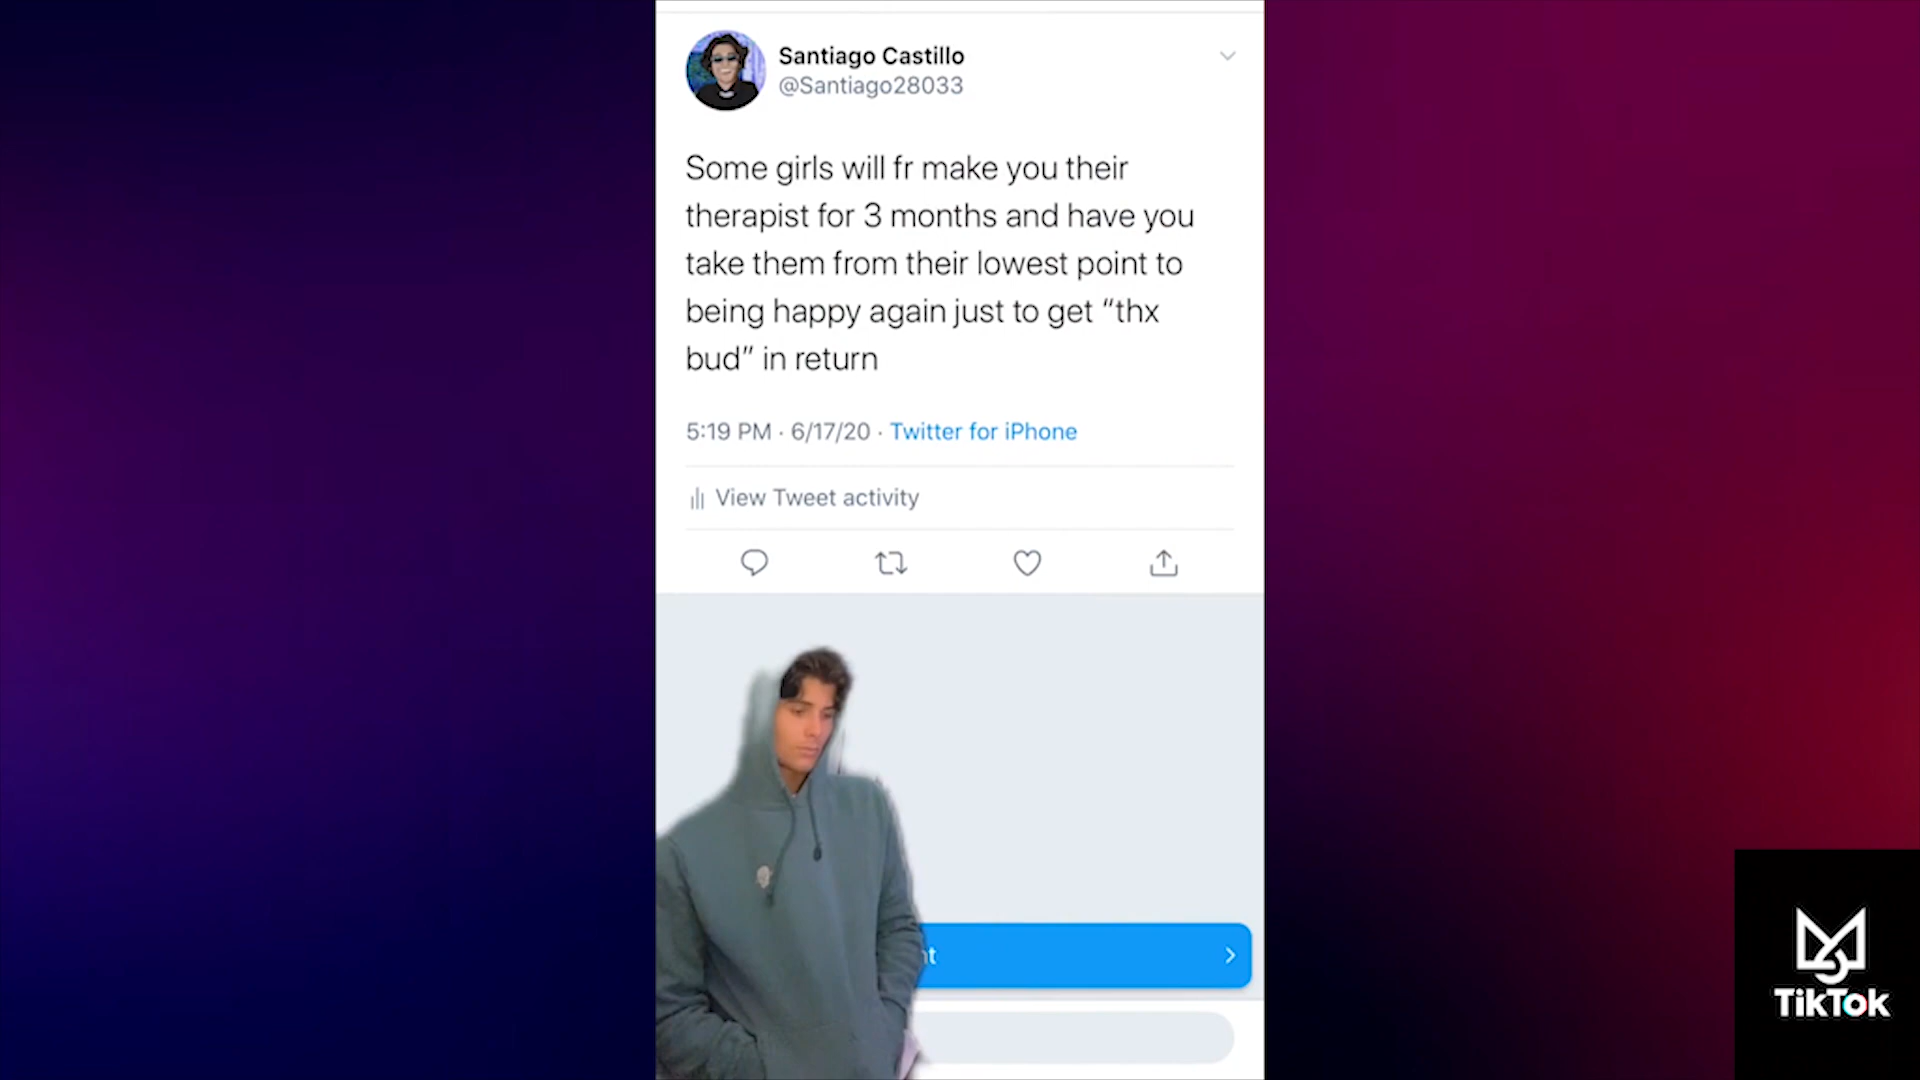 Santiago Castillo
@Santiago28033
Some girls will fr make you their
therapist for 3 months and have you
take them from their lowest point to
being happy again just to get “thx
bud” in return
5:19 PM · 6/17/20 · Twitter for iPhone
View Tweet activity
TikTok